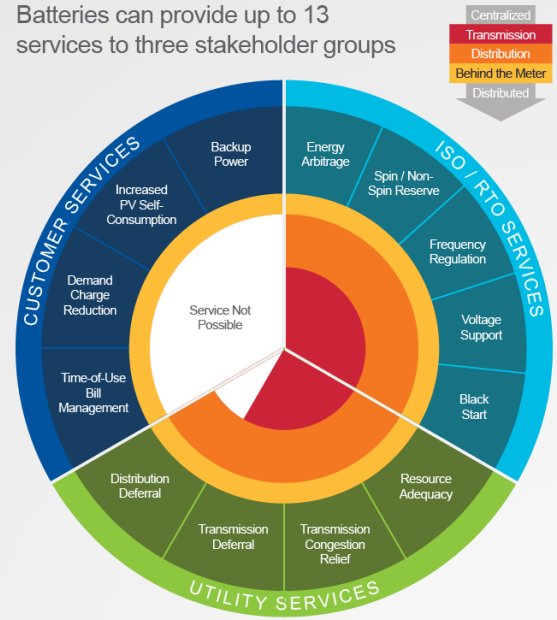 Batteries can provide up to 13
services to three stakeholder groups
Centralized
Transmission
Distribution
Behind the Meter
Distributed
CUSTOMER SERVICES
ISO / RTO SERVICES
UTILITY SERVICES
Backup
Power
Increased
PV Self-
Consumption
Demand
Charge
Reduction
Time-of-Use
Bill
Management
Energy
Arbitrage
Spin / Non-
Spin Reserve
Frequency
Regulation
Voltage
Support
Black
Start
Service Not
Possible
Distribution
Deferral
Transmission
Deferral
Transmission
Congestion
Relief
Resource
Adequacy